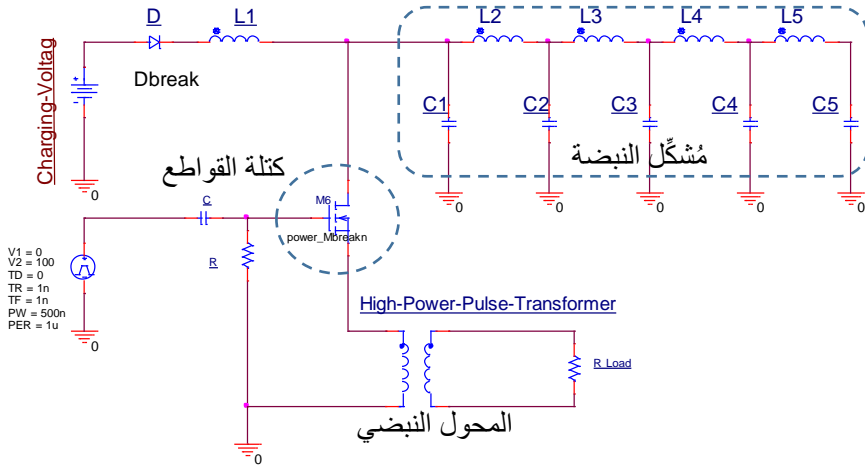 D
L1
L2
L3
L4
L5
Charging-Voltag
Dbreak
C1
C2
C3
C4
C5
مُشكِّل النبضة
كتلة القواطع
0
0
0
0
0
0
M6
C
power_Mbreakn
R
V1 = 0
V2 = 100
TD = 0
TR = 1n
TF = 1n
PW = 500n
PER = 1u
0
High-Power-Pulse-Transformer
R_Load
المحول النبضي
0